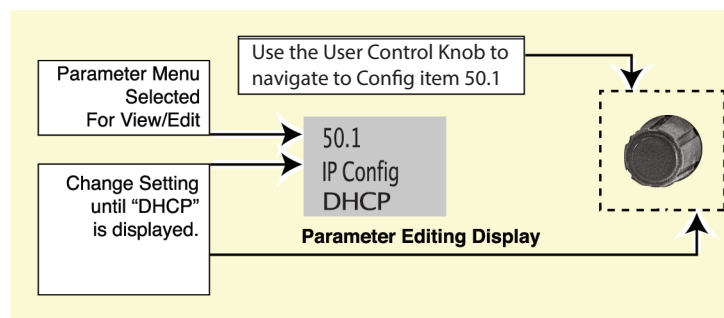 Use the User Control Knob to
navigate to Config item 50.1
Parameter Menu
Selected
For View/Edit
50.1
IP Config
DHCP
Change Setting
until “DHCP”
is displayed.
Parameter Editing Display